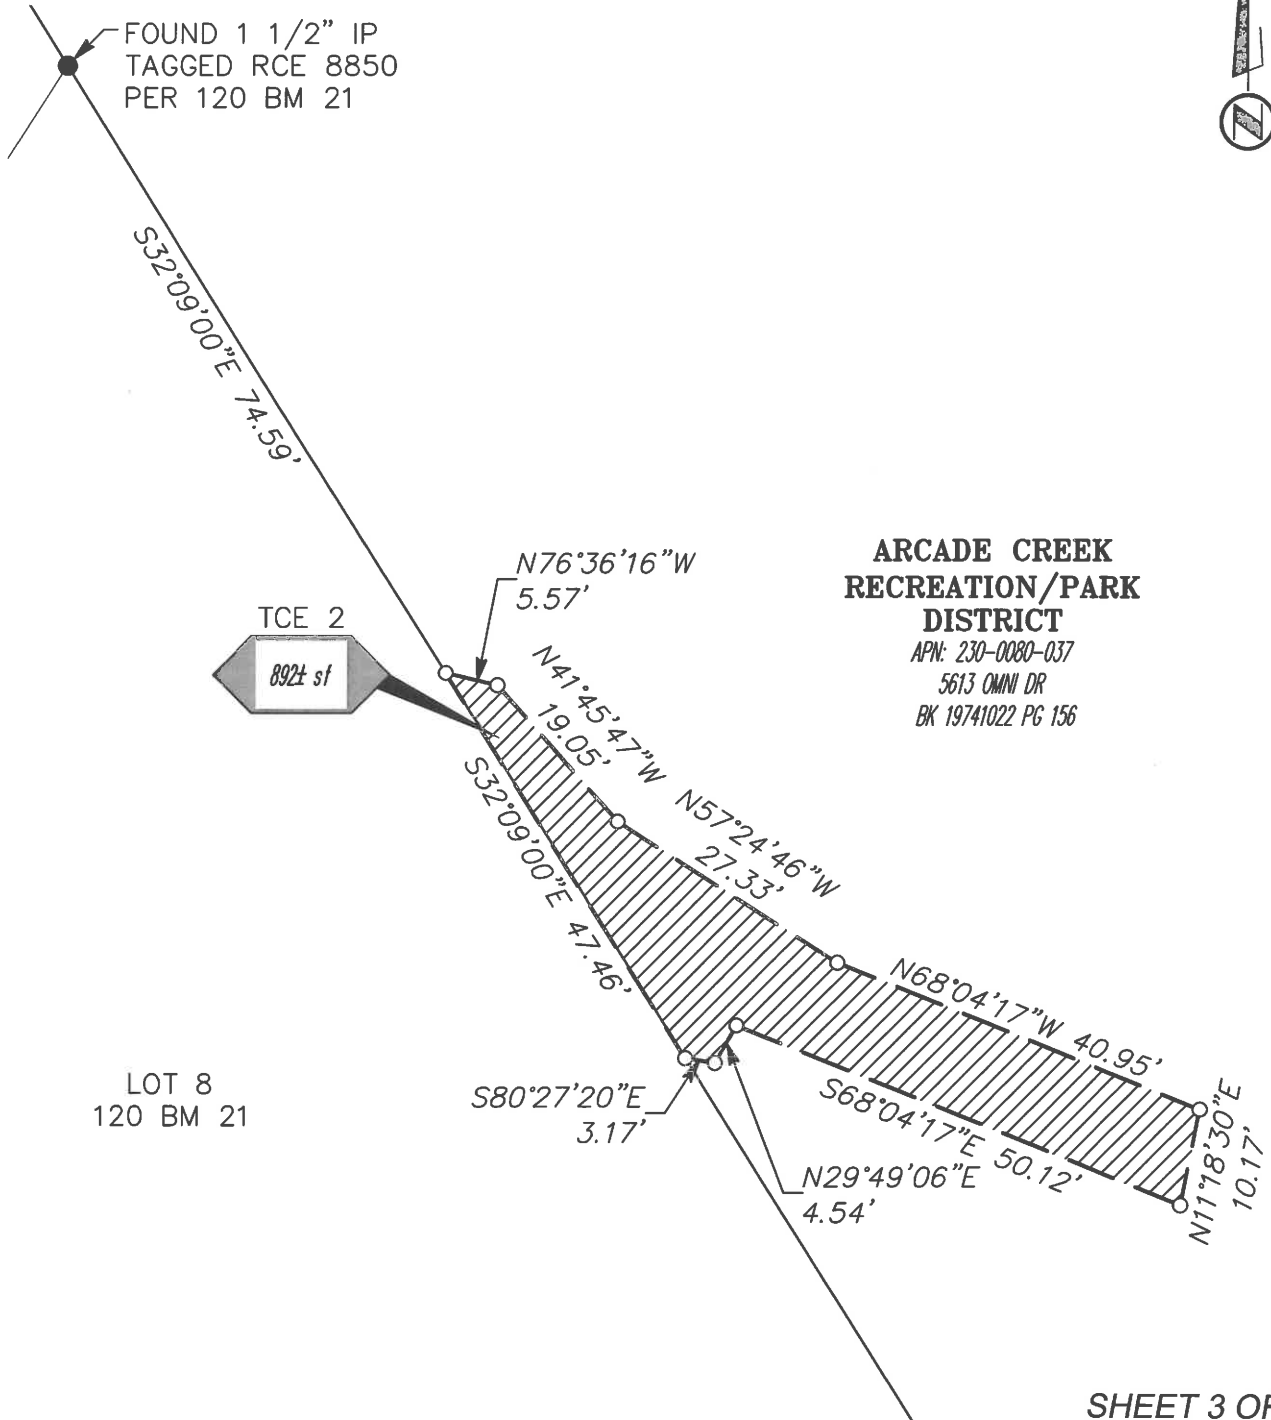 FOUND 1 1/2" IP
TAGGED RCE 8850
PER 120 BM 21
N
S32°09'00"E 74.59'
N76°36'16"W
5.57'
ARCADE CREEK
RECREATION/PARK
DISTRICT
APN: 230-0080-037
5613 OMNI DR
BK 19741022 PG 156
TCE 2
892± sf
N41°45'47"W
19.05'
S32°09'00"E 47.46'
N57°24'46"W
27.33'
N68°04'17"W 40.95'
S68°04'17"E 50.12'
N11°18'30"E
10.17'
LOT 8
120 BM 21
S80°27'20"E
3.17'
N29°49'06"E
4.54'
SHEET 3 OF